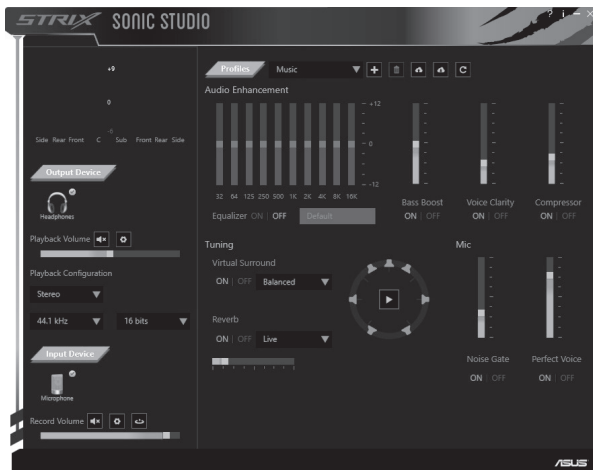 STRIX SONIC STUDIO
? i
+9
0
-9
Side Rear Front C Sub Front Rear Side
Output Device
Headphones
Playback Volume
Playback Configuration
Stereo
44.1 kHz 16 bits
Input Device
Microphone
Record Volume
Profiles Music
Audio Enhancement
+12
0
-12
32 64 125 250 500 1K 2K 4K 8K 16K
Equalizer ON | OFF Default
Bass Boost Voice Clarity Compressor
ON | OFF ON | OFF ON | OFF
Tuning
Virtual Surround
ON | OFF Balanced
Reverb
ON | OFF Live
Mic
Noise Gate Perfect Voice
ON | OFF ON | OFF
ASUS